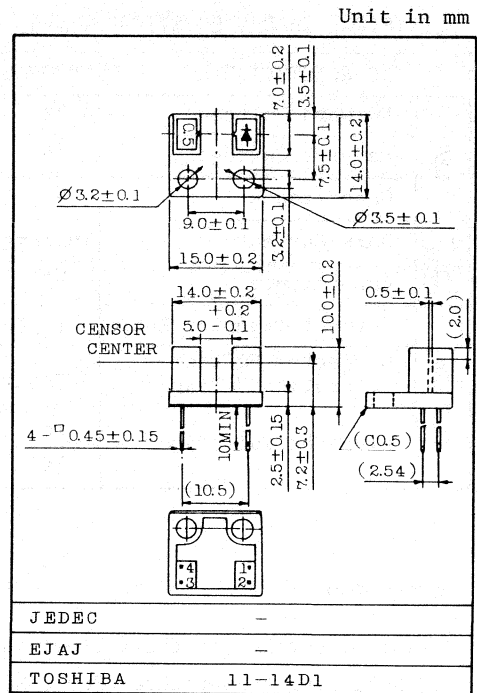 Unit in mm
7.0±0.2
3.5±0.1
0.5
7.5±0.1
14.0±0.2
Ø3.2±0.1
Ø3.5±0.1
9.0±0.1
3.2±0.1
15.0±0.2
14.0±0.2
+0.2
5.0-0.1
10.0±0.2
0.5±0.1
(2.0)
CENSOR
CENTER
4-□0.45±0.15
10MIN
2.5±0.15
7.2±0.3
(C0.5)
(2.54)
(10.5)
4
1
3
2
JEDEC —
EJAJ —
TOSHIBA 11-14D1